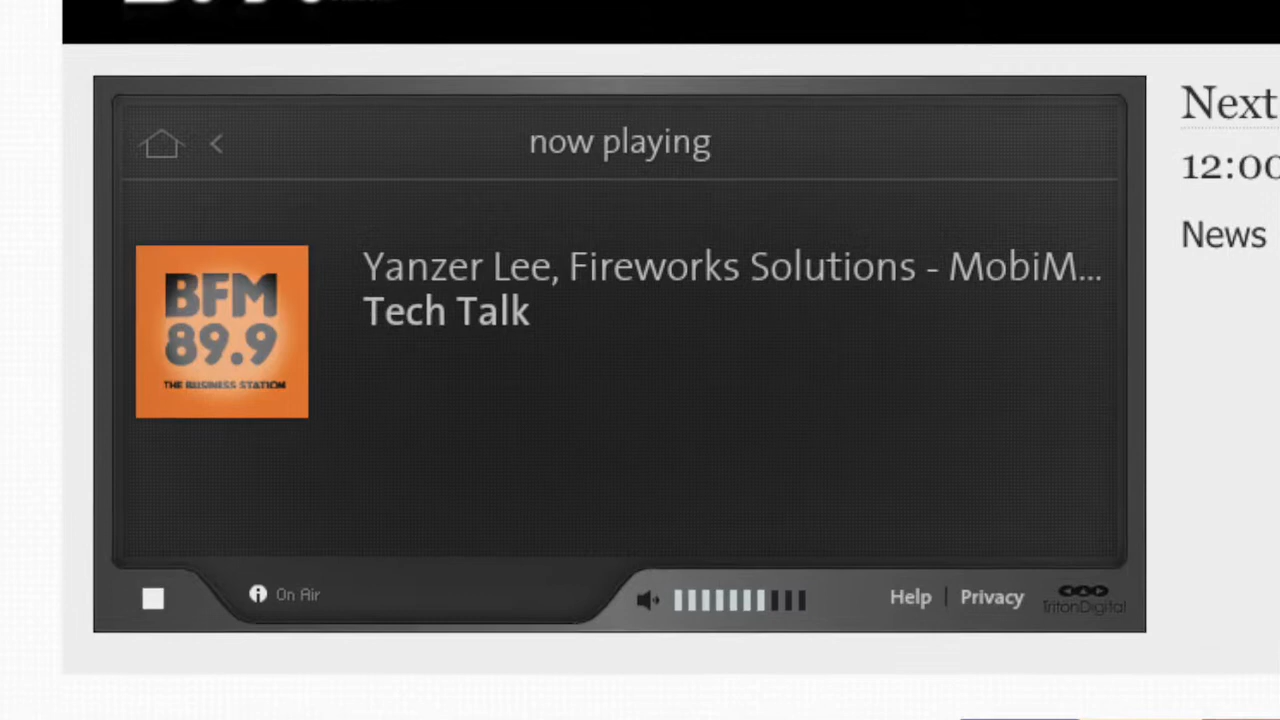 now playing
Yanzer Lee, Fireworks Solutions - MobiM...
Tech Talk
BFM
89.9
THE BUSINESS STATION
On Air
Help | Privacy
TritonDigital
Next
12:00
News